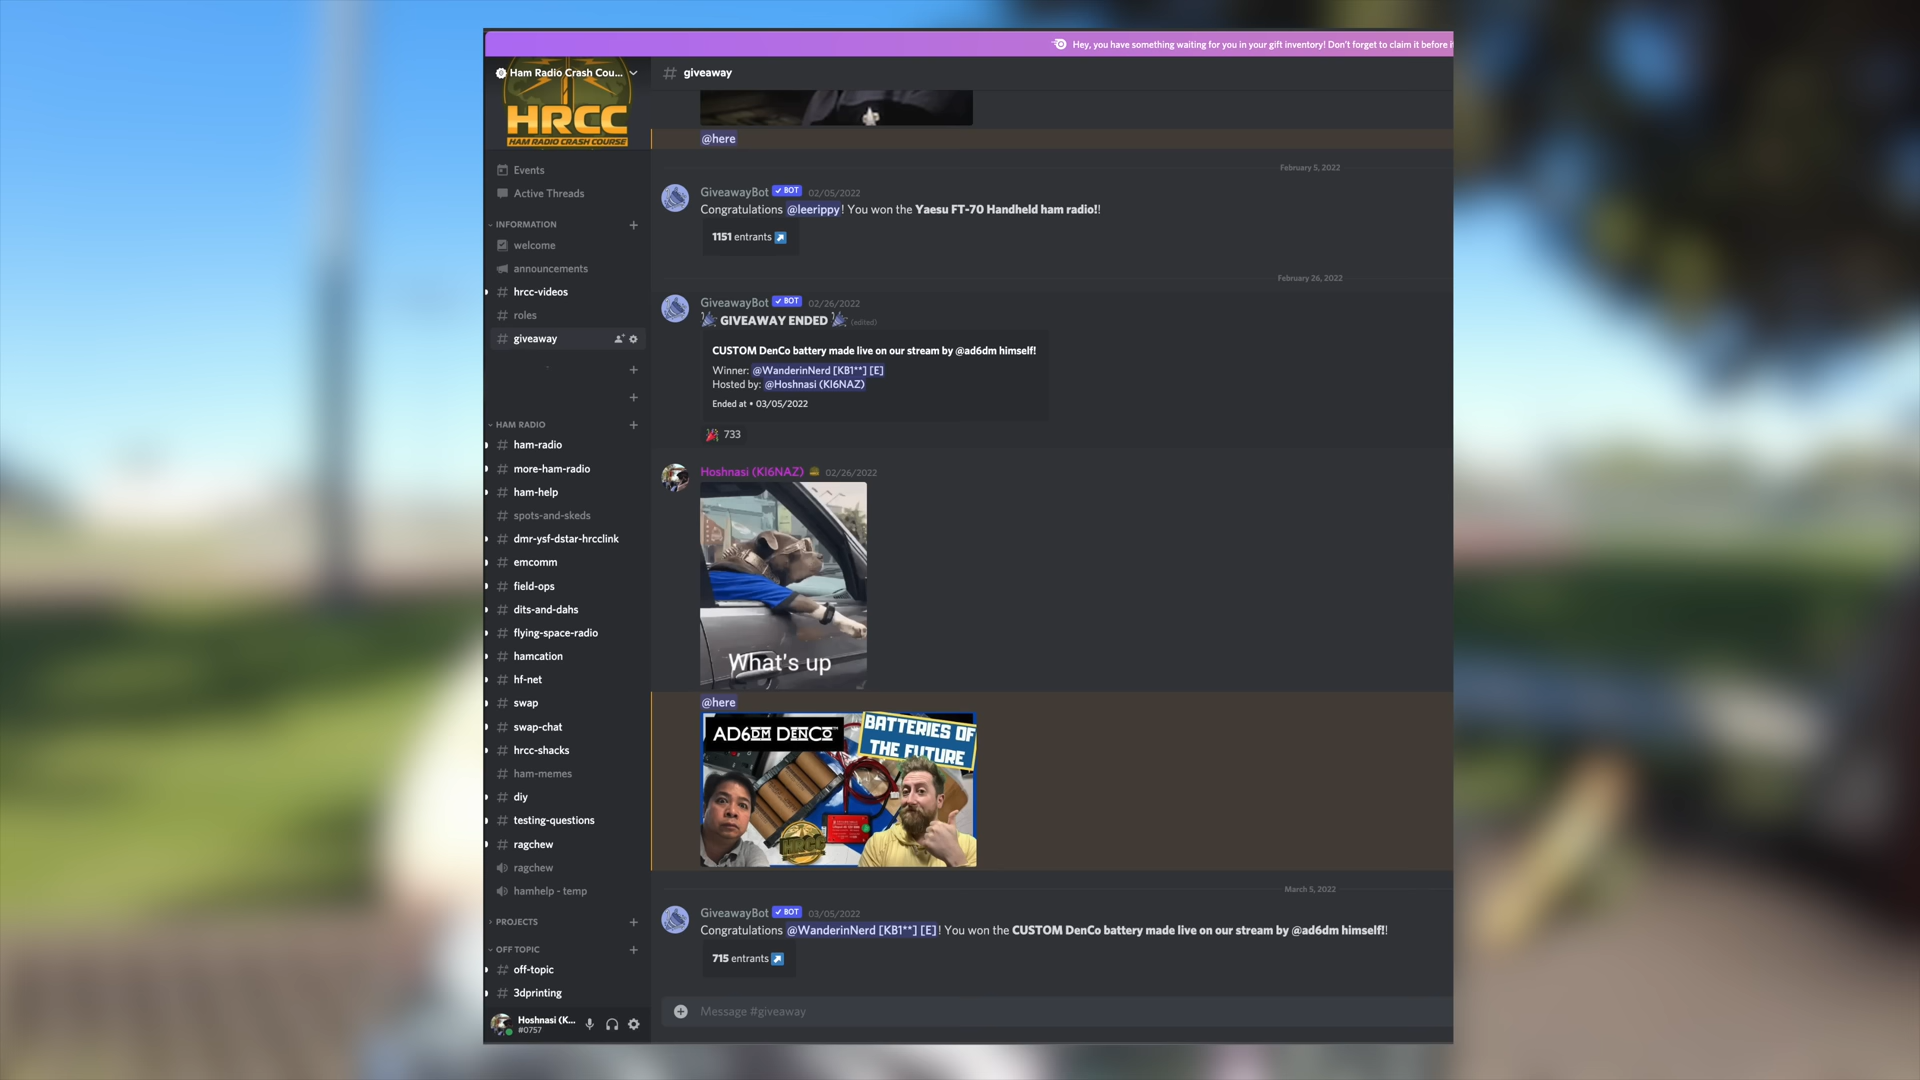 Hey, you have something waiting for you in your gift inventory! Don't forget to claim it before
Ham Radio Crash Cou...
HRCC
HAM RADIO CRASH COURSE
Events
Active Threads
INFORMATION
welcome
announcements
hrcc-videos
roles
giveaway
HAM RADIO
ham-radio
more-ham-radio
ham-help
spots-and-skeds
dmr-ysf-dstar-hrcclink
emcomm
field-ops
dits-and-dahs
flying-space-radio
hamcation
hf-net
swap
swap-chat
hrcc-shacks
ham-memes
diy
testing-questions
ragchew
ragchew
hamhelp - temp
PROJECTS
OFF TOPIC
off-topic
3dprinting
Hoshnasi (K...
#0757
# giveaway
@here
February 5, 2022
GiveawayBot ✓ BOT 02/05/2022
Congratulations @leerippy! You won the Yaesu FT-70 Handheld ham radio!!
1151 entrants
February 26, 2022
GiveawayBot ✓ BOT 02/26/2022
GIVEAWAY ENDED (edited)
CUSTOM DenCo battery made live on our stream by @ad6dm himself!
Winner: @WanderinNerd [KB1**] [E]
Hosted by: @Hoshnasi (KI6NAZ)
Ended at • 03/05/2022
733
Hoshnasi (KI6NAZ) 02/26/2022
What's up
@here
AD6DM DENCO™
BATTERIES OF
THE FUTURE
HRCC
March 5, 2022
GiveawayBot ✓ BOT 03/05/2022
Congratulations @WanderinNerd [KB1**] [E]! You won the CUSTOM DenCo battery made live on our stream by @ad6dm himself!!
715 entrants
Message #giveaway